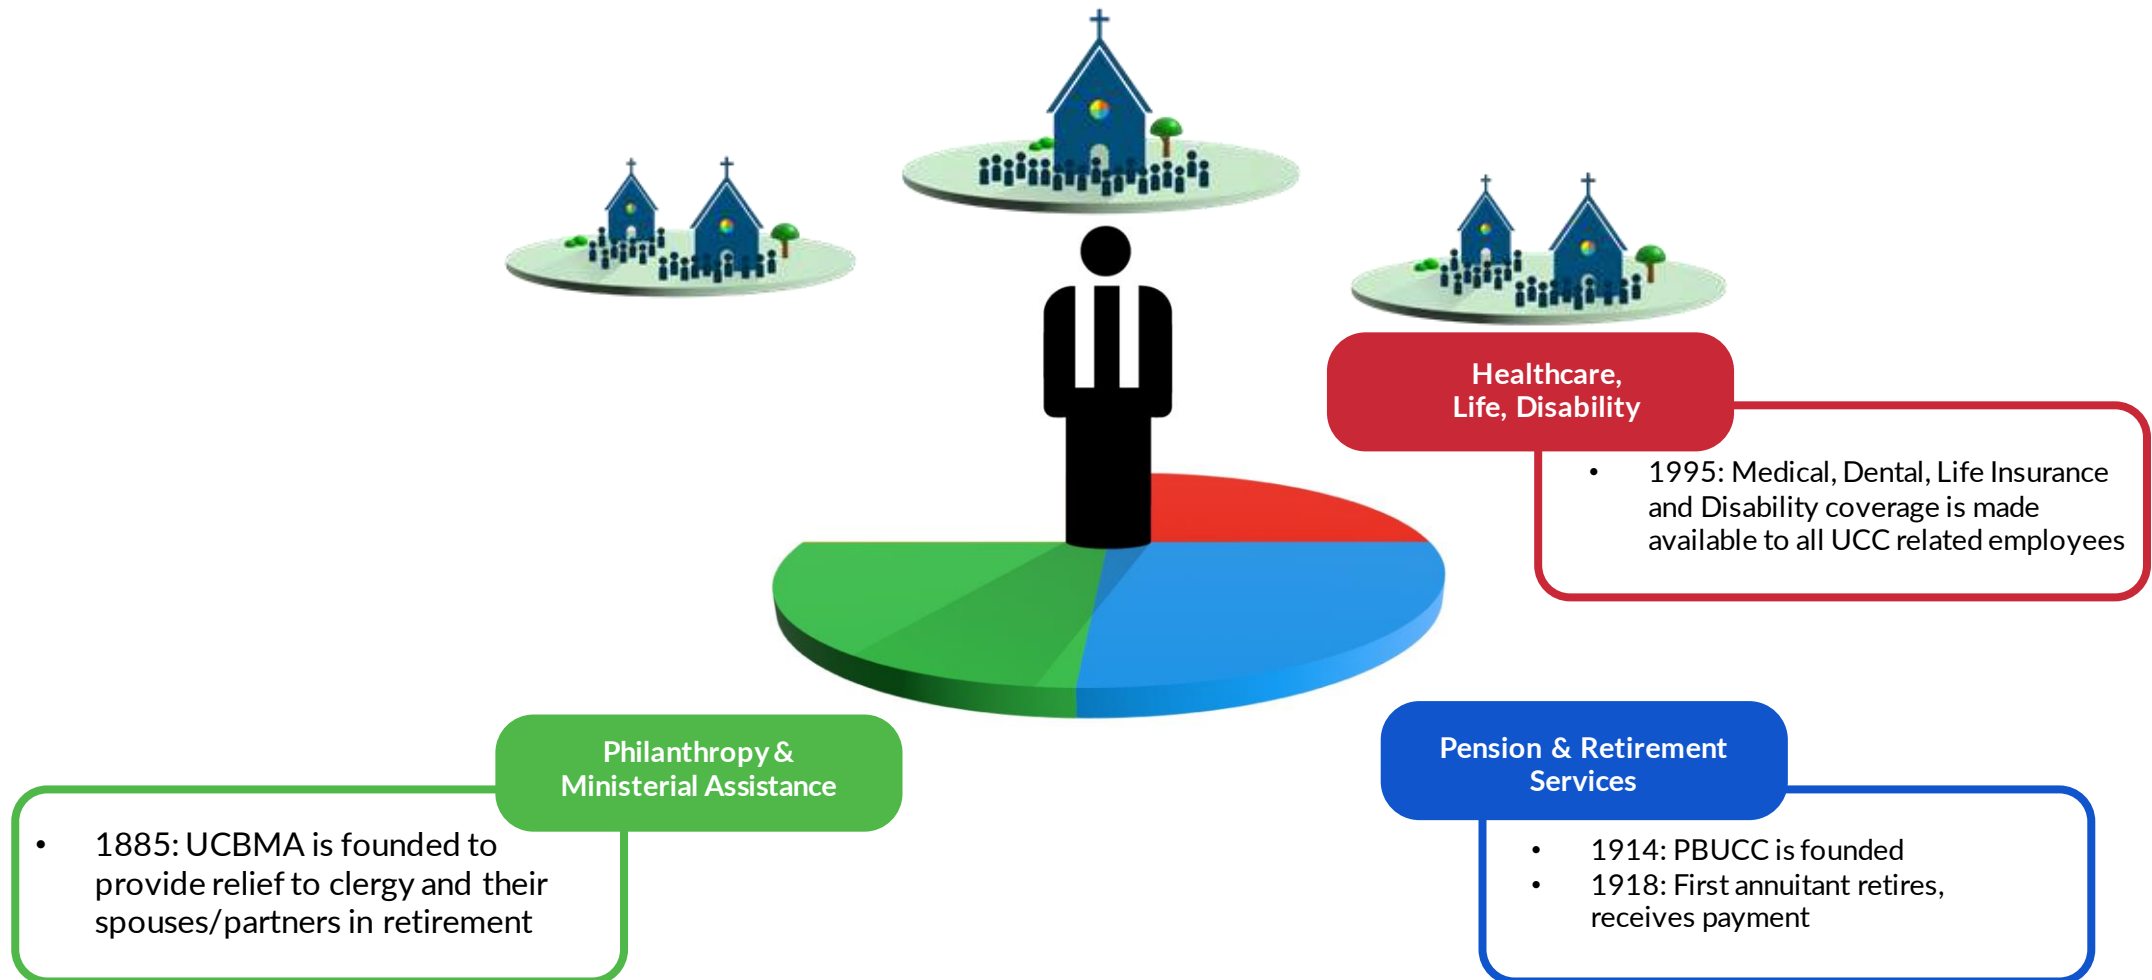 Healthcare,
Life, Disability
• 1995: Medical, Dental, Life Insurance
and Disability coverage is made
available to all UCC related employees
Philanthropy &
Ministerial Assistance
• 1885: UCBMA is founded to
provide relief to clergy and their
spouses/partners in retirement
Pension & Retirement
Services
• 1914: PBUCC is founded
• 1918: First annuitant retires,
receives payment